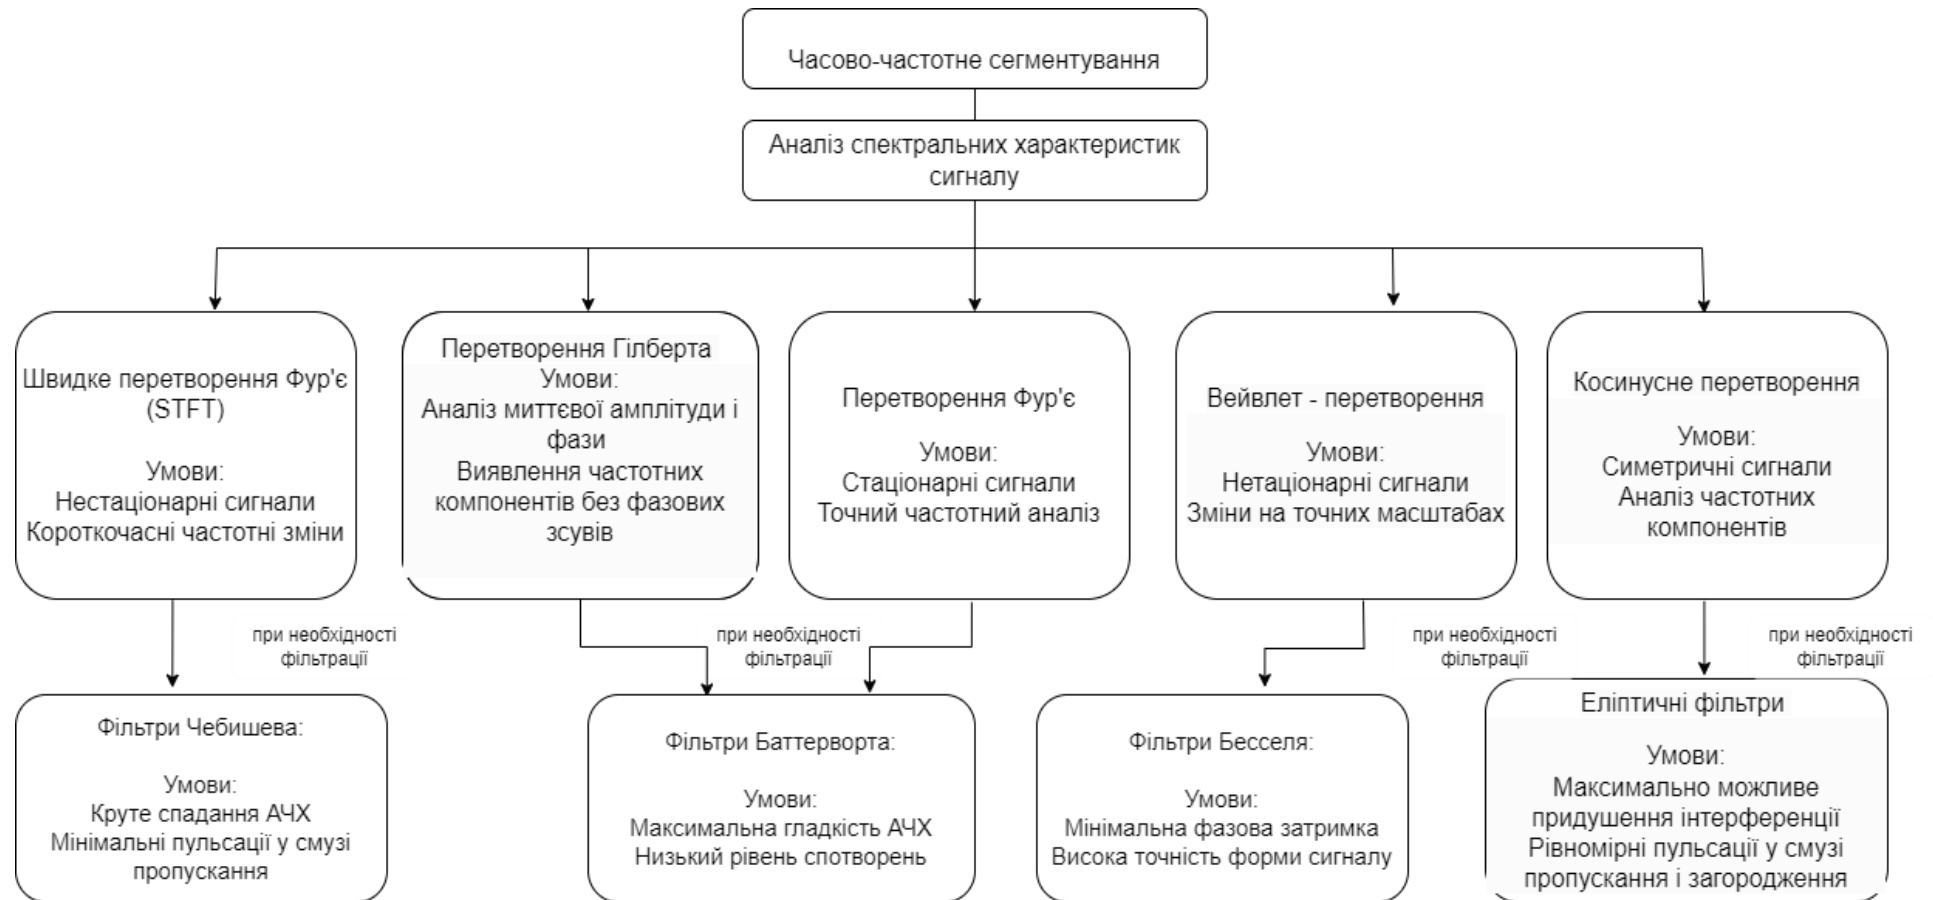 Часово-частотне сегментування
Аналіз спектральних характеристик
сигналу
Швидке перетворення Фур'є
(STFT)
Умови:
Нестаціонарні сигнали
Короткочасні частотні зміни
Перетворення Гілберта
Умови:
Аналіз миттєвої амплітуди і
фази
Виявлення частотних
компонентів без фазових
зсувів
Перетворення Фур'є
Умови:
Стаціонарні сигнали
Точний частотний аналіз
Вейвлет - перетворення
Умови:
Нетаціонарні сигнали
Зміни на точних масштабах
Косинусне перетворення
Умови:
Симетричні сигнали
Аналіз частотних
компонентів
при необхідності
фільтрації
при необхідності
фільтрації
при необхідності
фільтрації
при необхідності
фільтрації
Фільтри Чебишева:
Умови:
Круте спадання АЧХ
Мінімальні пульсації у смузі
пропускання
Фільтри Баттерворта:
Умови:
Максимальна гладкість АЧХ
Низький рівень спотворень
Фільтри Бесселя:
Умови:
Мінімальна фазова затримка
Висока точність форми сигналу
Еліптичні фільтри
Умови:
Максимально можливе
придушення інтерференції
Рівномірні пульсації у смузі
пропускання і загородження